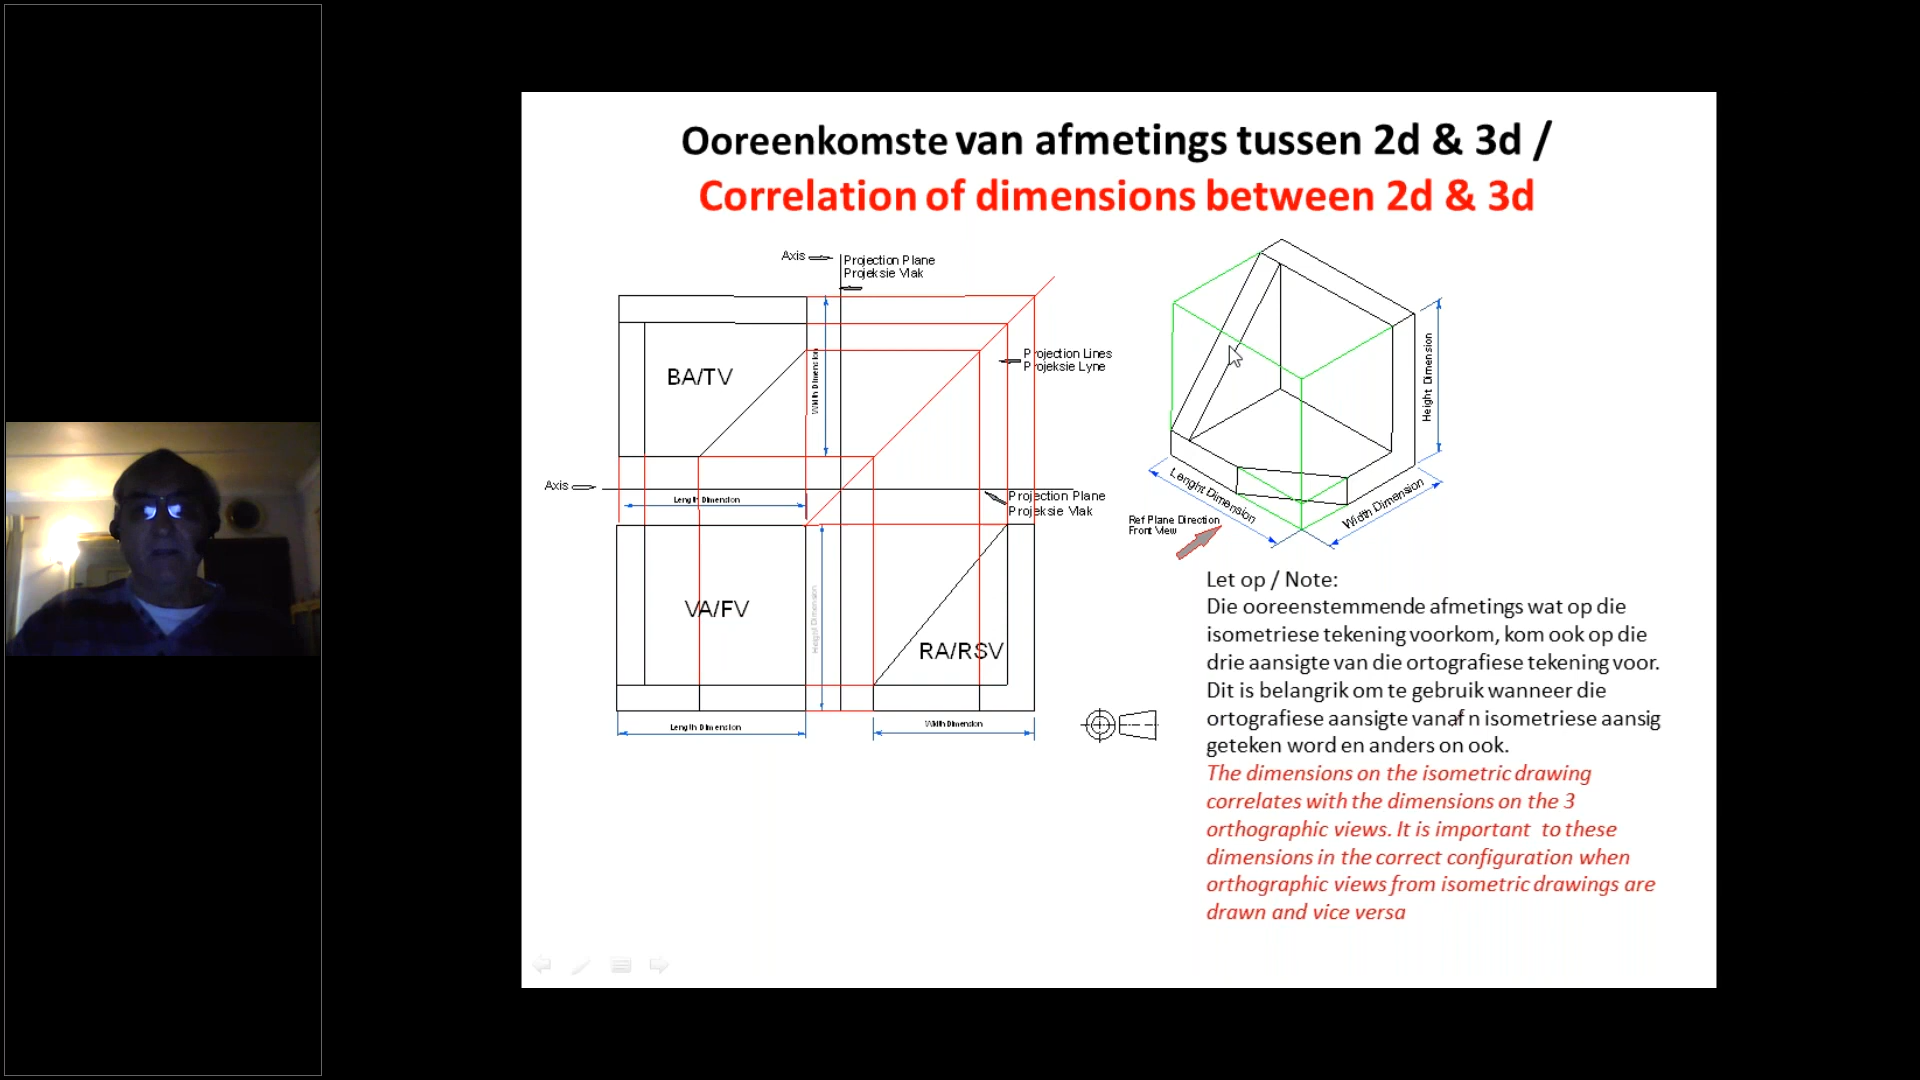 Ooreenkomste van afmetings tussen 2d & 3d /
Correlation of dimensions between 2d & 3d
Axis
Projection Plane
Projeksie Vlak
BA/TV
Width Dimension
Projection Lines
Projeksie Lyne
Axis
Length Dimension
Projection Plane
Projeksie Vlak
VA/FV
Height Dimension
RA/RSV
Length Dimension
Width Dimension
Height Dimension
Lenght Dimension
Width Dimension
Ref Plane Direction
Front View
Let op / Note:
Die ooreenstemmende afmetings wat op die
isometriese tekening voorkom, kom ook op die
drie aansigte van die ortografiese tekening voor.
Dit is belangrik om te gebruik wanneer die
ortografiese aansigte vanaf n isometriese aansig
geteken word en anders on ook.
The dimensions on the isometric drawing
correlates with the dimensions on the 3
orthographic views. It is important to these
dimensions in the correct configuration when
orthographic views from isometric drawings are
drawn and vice versa